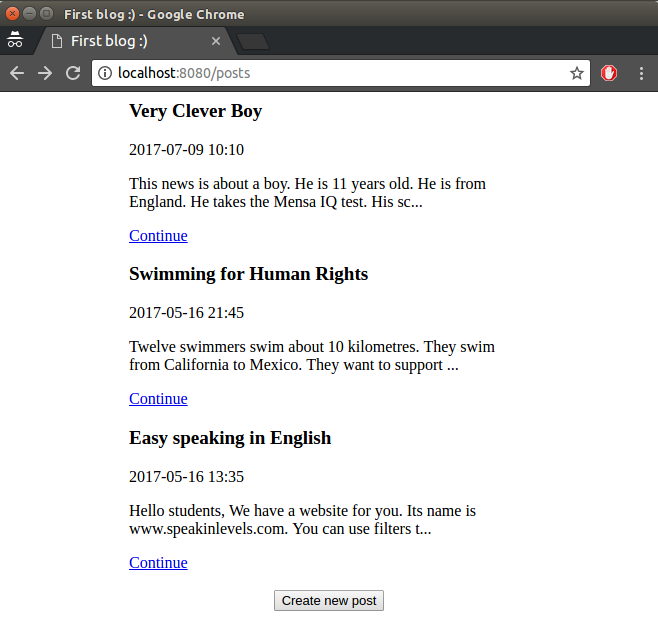 First blog :) - Google Chrome
First blog :)
localhost:8080/posts
Very Clever Boy
2017-07-09 10:10
This news is about a boy. He is 11 years old. He is from
England. He takes the Mensa IQ test. His sc...
Continue
Swimming for Human Rights
2017-05-16 21:45
Twelve swimmers swim about 10 kilometres. They swim
from California to Mexico. They want to support ...
Continue
Easy speaking in English
2017-05-16 13:35
Hello students, We have a website for you. Its name is
www.speakinlevels.com. You can use filters t...
Continue
Create new post